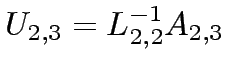 $U_{2,3} = L_{2,2}^{-1} A_{2,3}$